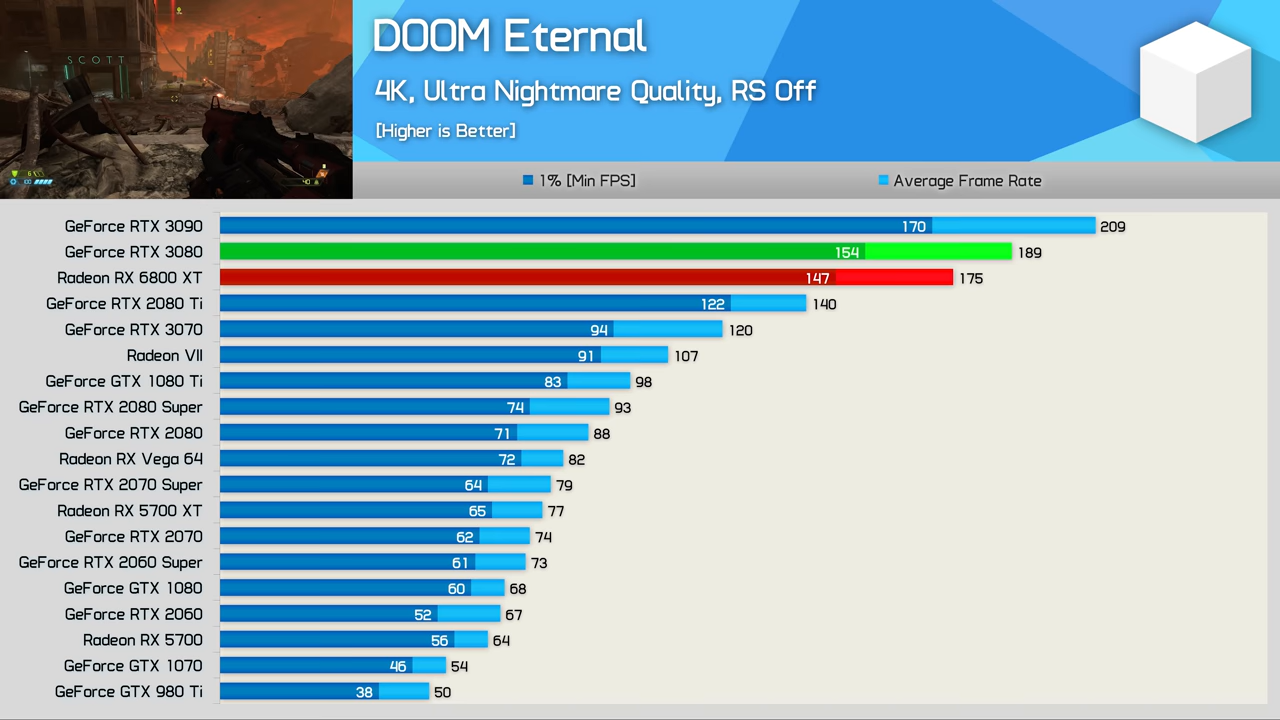 SCOTT
DOOM Eternal
4K, Ultra Nightmare Quality, RS Off
[Higher is Better]
1% [Min FPS] Average Frame Rate
GeForce RTX 3090 170 209
GeForce RTX 3080 154 189
Radeon RX 6800 XT 147 175
GeForce RTX 2080 Ti 122 140
GeForce RTX 3070 94 120
Radeon VII 91 107
GeForce GTX 1080 Ti 83 98
GeForce RTX 2080 Super 74 93
GeForce RTX 2080 71 88
Radeon RX Vega 64 72 82
GeForce RTX 2070 Super 64 79
Radeon RX 5700 XT 65 77
GeForce RTX 2070 62 74
GeForce RTX 2060 Super 61 73
GeForce GTX 1080 60 68
GeForce RTX 2060 52 67
Radeon RX 5700 56 64
GeForce GTX 1070 46 54
GeForce GTX 980 Ti 38 50